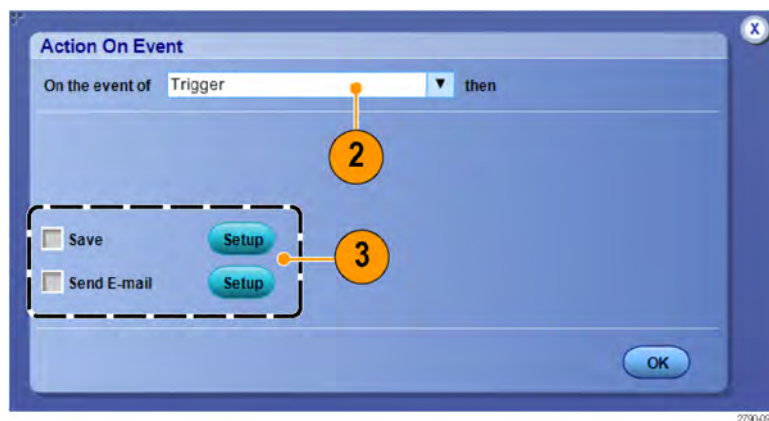 X
Action On Event
On the event of Trigger ▼ then
2
Save Setup
3
Send E-mail Setup
OK